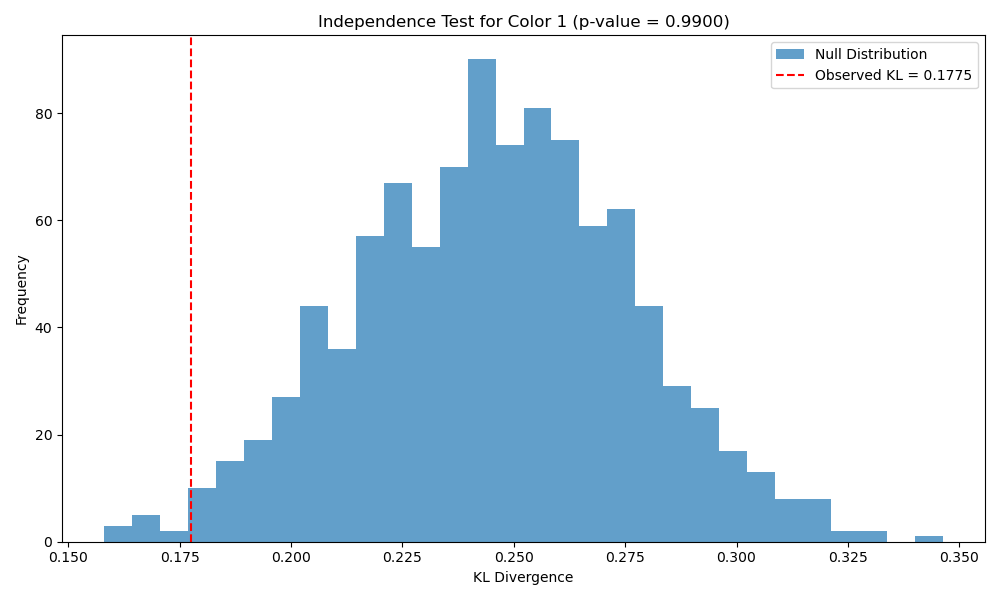 Independence Test for Color 1 (p-value = 0.9900)
Null Distribution
Observed KL = 0.1775
Frequency
80
60
40
20
0
0.150 0.175 0.200 0.225 0.250 0.275 0.300 0.325 0.350
KL Divergence